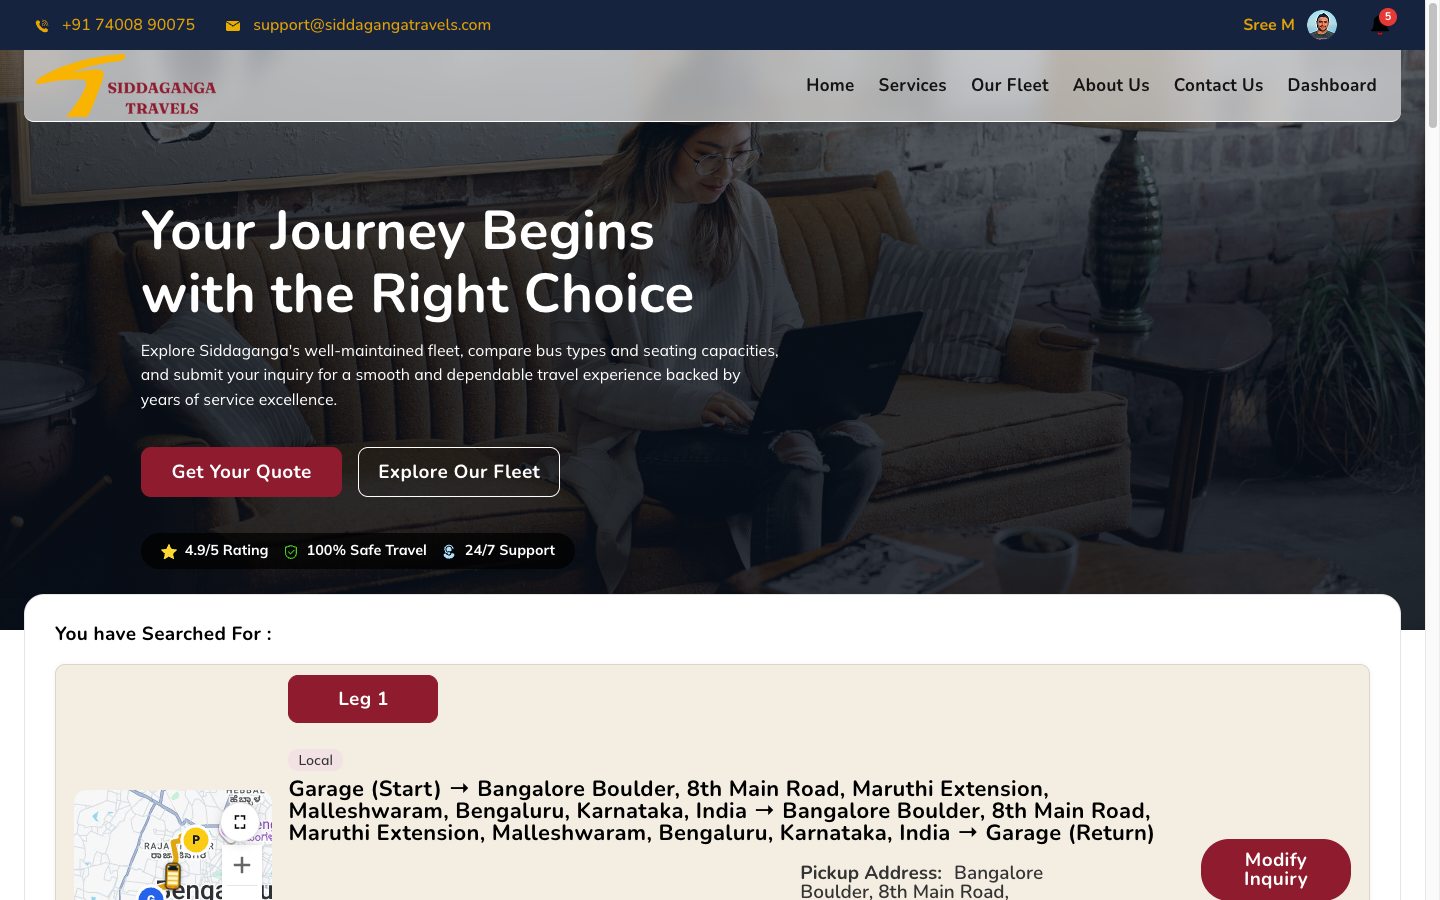 +91 74008 90075
support@siddagangatravels.com
Sree M
5
SIDDAGANGA
TRAVELS
Home
Services
Our Fleet
About Us
Contact Us
Dashboard
Your Journey Begins
with the Right Choice
Explore Siddaganga's well-maintained fleet, compare bus types and seating capacities,
and submit your inquiry for a smooth and dependable travel experience backed by
years of service excellence.
Get Your Quote
Explore Our Fleet
4.9/5 Rating
100% Safe Travel
24/7 Support
You have Searched For :
Leg 1
Local
Garage (Start) → Bangalore Boulder, 8th Main Road, Maruthi Extension,
Malleshwaram, Bengaluru, Karnataka, India → Bangalore Boulder, 8th Main Road,
Maruthi Extension, Malleshwaram, Bengaluru, Karnataka, India → Garage (Return)
P
Pickup Address: Bangalore
Boulder, 8th Main Road,
Modify
Inquiry